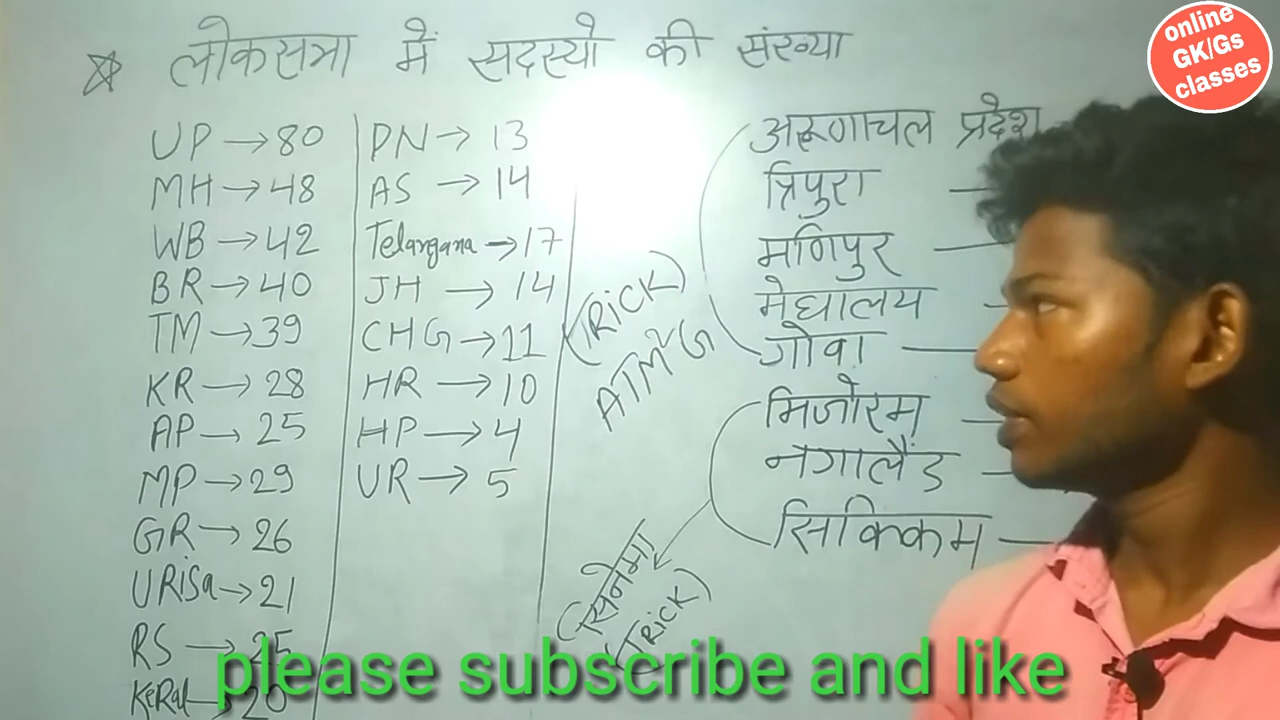 online
GK/Gs
classes
☆ लोकसभा में सदस्यो की संख्या
UP → 80
MH → 48
WB → 42
BR → 40
TM → 39
KR → 28
AP → 25
MP → 29
GR → 26
URiSa → 21
RS → 25
KeRal → 20
PN → 13
AS → 14
Telangana → 17
JH → 14
CHG → 11
HR → 10
HP → 4
UR → 5
(TRiCK)
ATM²G
अरूणाचल प्रदेश
त्रिपुरा
मणिपुर
मेघालय
गोवा
मिजोरम
नगालैंड
सिक्किम
(सिनेमा
(TRiCK)
please subscribe and like